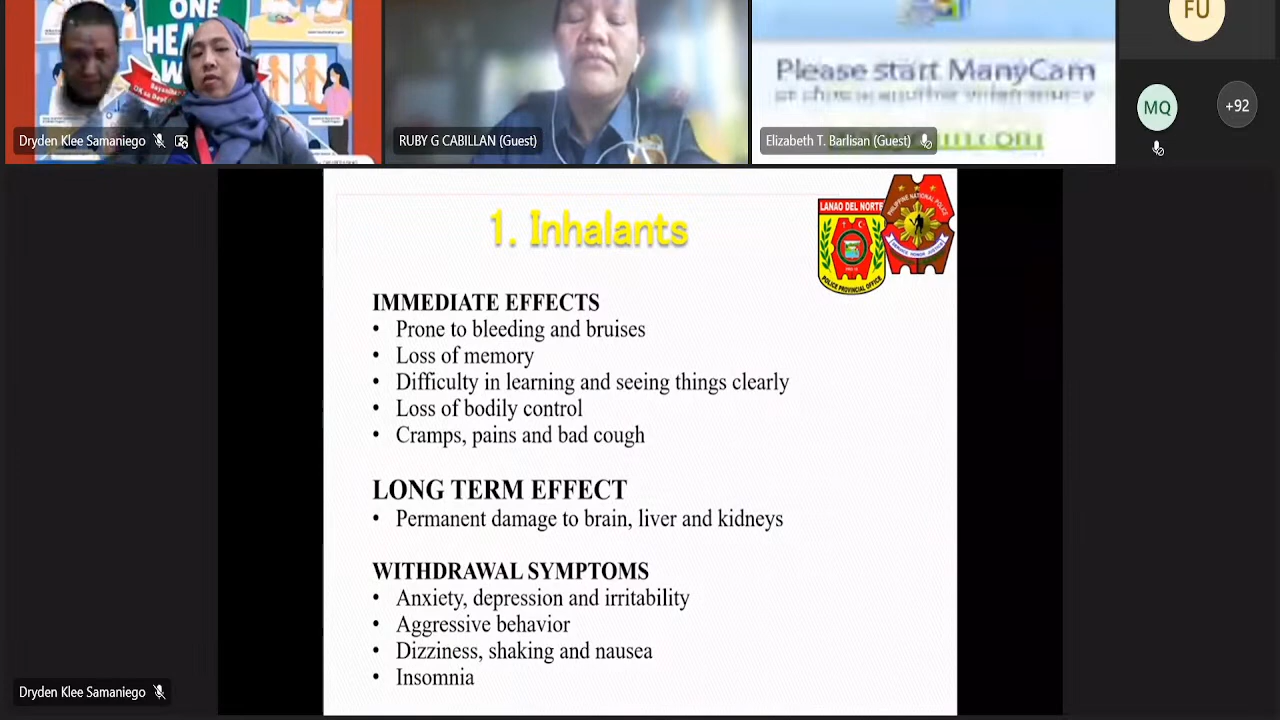 ONE
HEA
W
Dryden Klee Samaniego
RUBY G CABILLAN (Guest)
Please start ManyCam
Elizabeth T. Barlisan (Guest)
FU
MQ
+92
1. Inhalants
LANAO DEL NORTE
POLICE PROVINCIAL OFFICE
PHILIPPINE NATIONAL POLICE
SERVICE HONOR JUSTICE
IMMEDIATE EFFECTS
• Prone to bleeding and bruises
• Loss of memory
• Difficulty in learning and seeing things clearly
• Loss of bodily control
• Cramps, pains and bad cough
LONG TERM EFFECT
• Permanent damage to brain, liver and kidneys
WITHDRAWAL SYMPTOMS
• Anxiety, depression and irritability
• Aggressive behavior
• Dizziness, shaking and nausea
• Insomnia
Dryden Klee Samaniego